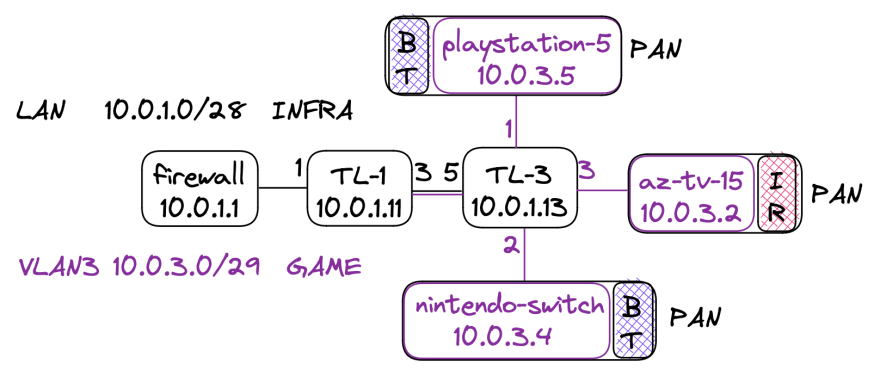 B
T
playstation-5
10.0.3.5
PAN
LAN 10.0.1.0/28 INFRA
1
firewall
10.0.1.1
1
TL-1
10.0.1.11
3 5
TL-3
10.0.1.13
3
az-tv-15
10.0.3.2
I
R
PAN
VLAN3 10.0.3.0/29 GAME
2
nintendo-switch
10.0.3.4
B
T
PAN